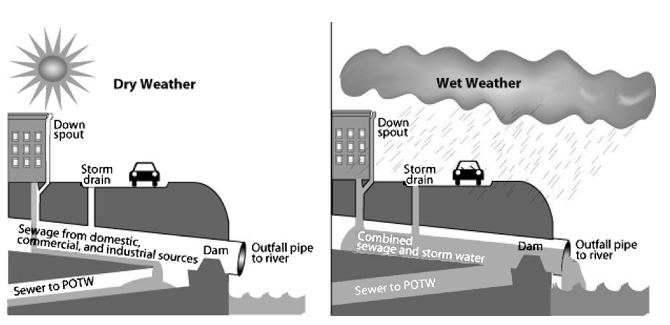 Dry Weather
Down
spout
Storm
drain
Sewage from domestic,
commercial, and industrial sources
Dam
Outfall pipe
to river
Sewer to POTW
Wet Weather
Down
spout
Storm
drain
Combined
sewage and storm water
Dam
Outfall pipe
to river
Sewer to POTW